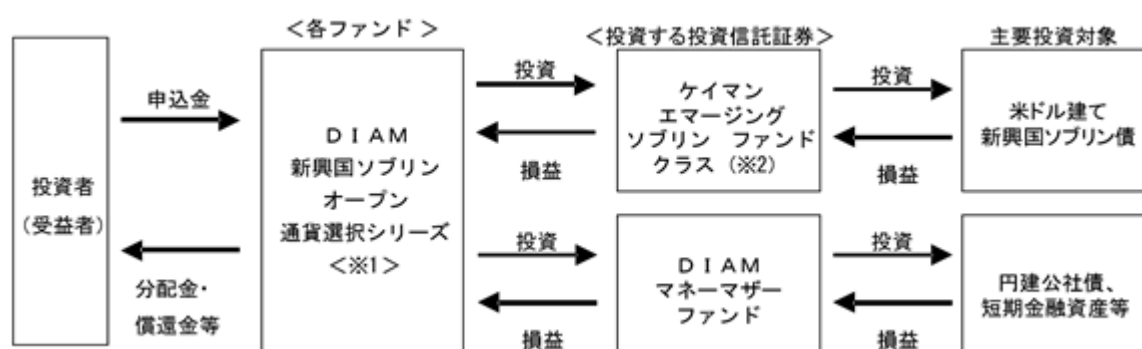 ＜各ファンド＞
＜投資する投資信託証券＞
主要投資対象
投資者
(受益者)
申込金
分配金・
償還金等
ＤＩＡＭ
新興国ソブリン
オープン
通貨選択シリーズ
＜※1＞
投資
損益
ケイマン
エマージング
ソブリン ファンド
クラス (※2)
投資
損益
米ドル建て
新興国ソブリン債
投資
損益
ＤＩＡＭ
マネーマザー
ファンド
投資
損益
円建公社債、
短期金融資産等